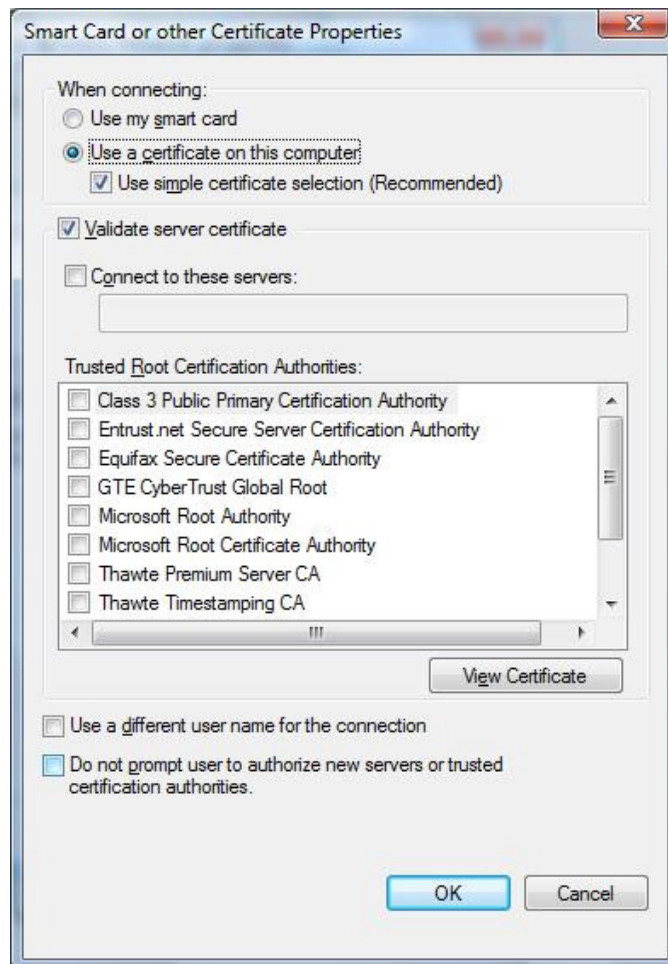 Smart Card or other Certificate Properties
When connecting:
Use my smart card
Use a certificate on this computer
Use simple certificate selection (Recommended)
Validate server certificate
Connect to these servers:
Trusted Root Certification Authorities:
Class 3 Public Primary Certification Authority
Entrust.net Secure Server Certification Authority
Equifax Secure Certificate Authority
GTE CyberTrust Global Root
Microsoft Root Authority
Microsoft Root Certificate Authority
Thawte Premium Server CA
Thawte Timestamping CA
View Certificate
Use a different user name for the connection
Do not prompt user to authorize new servers or trusted
certification authorities.
OK
Cancel